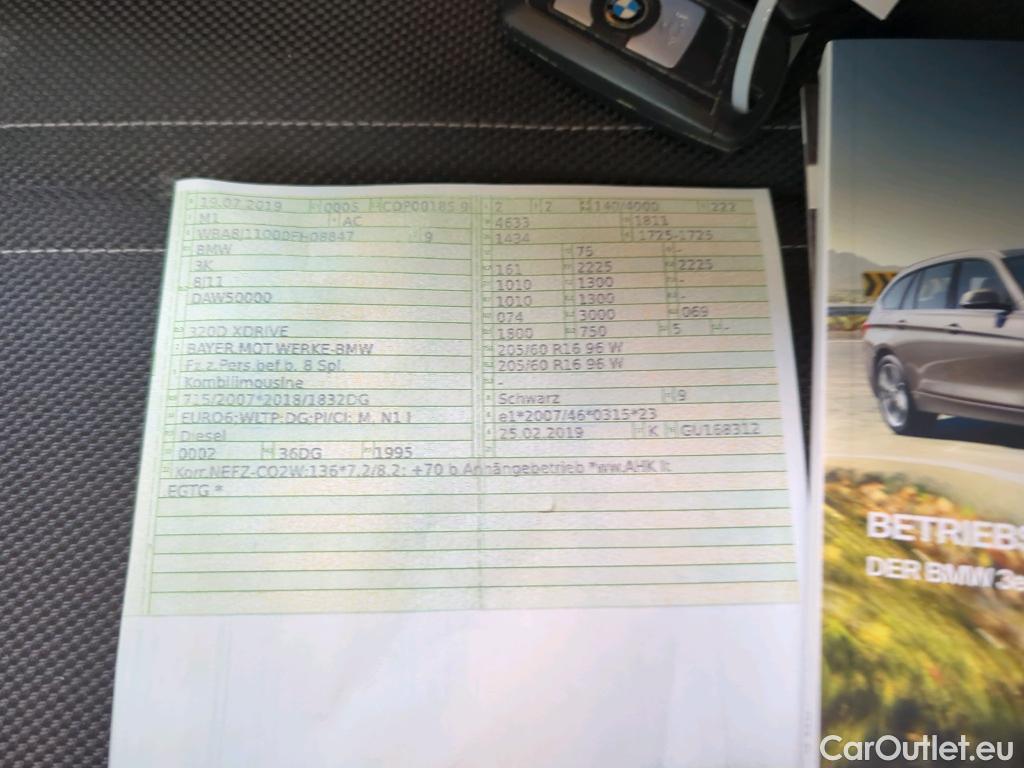 19.07.2019 0005 COP00185 9 2 2 140/4000 222
M1 AC 4633 1811
9 1434 1725-1725
BMW 75 -
3K 161 2225 2225
8/11 1010 1300 -
DAW50000 1010 1300 -
074 3000 069
320D XDRIVE 1800 750 5 -
BAYER.MOT.WERKE-BMW 205/60 R16 96 W
Fz.z.Pers.bef.b. 8 Spl. 205/60 R16 96 W
Kombilimousine -
715/2007*2018/1832DG Schwarz 9
EURO6;WLTP;DG;PI/CI; M, N1 I e1*2007/46*0315*23
Diesel 25.02.2019 K GU168312
0002 36DG 1995 -
Korr.NEFZ-CO2W:136*7.2/8.2: +70 b.Anhängebetrieb *ww.AHK lt.
EGTG *
BETRIEBS
DER BMW 3e
CarOutlet.eu